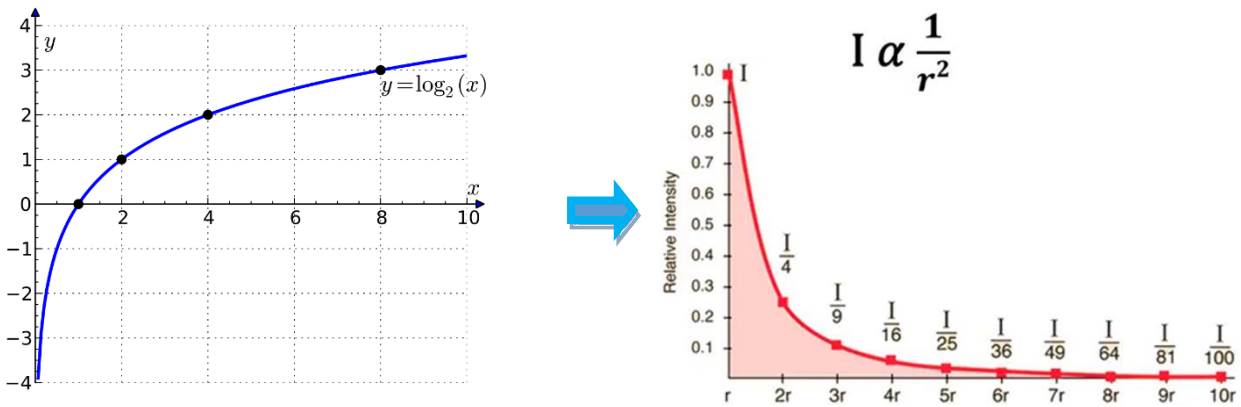 4
y
3
y=log₂(x)
2
1
x
0
2
4
6
8
10
−1
−2
−3
−4
I α 1/r²
1.0
I
0.9
0.8
0.7
0.6
0.5
0.4
0.3
0.2
0.1
Relative Intensity
I/4
I/9
I/16
I/25
I/36
I/49
I/64
I/81
I/100
r 2r 3r 4r 5r 6r 7r 8r 9r 10r